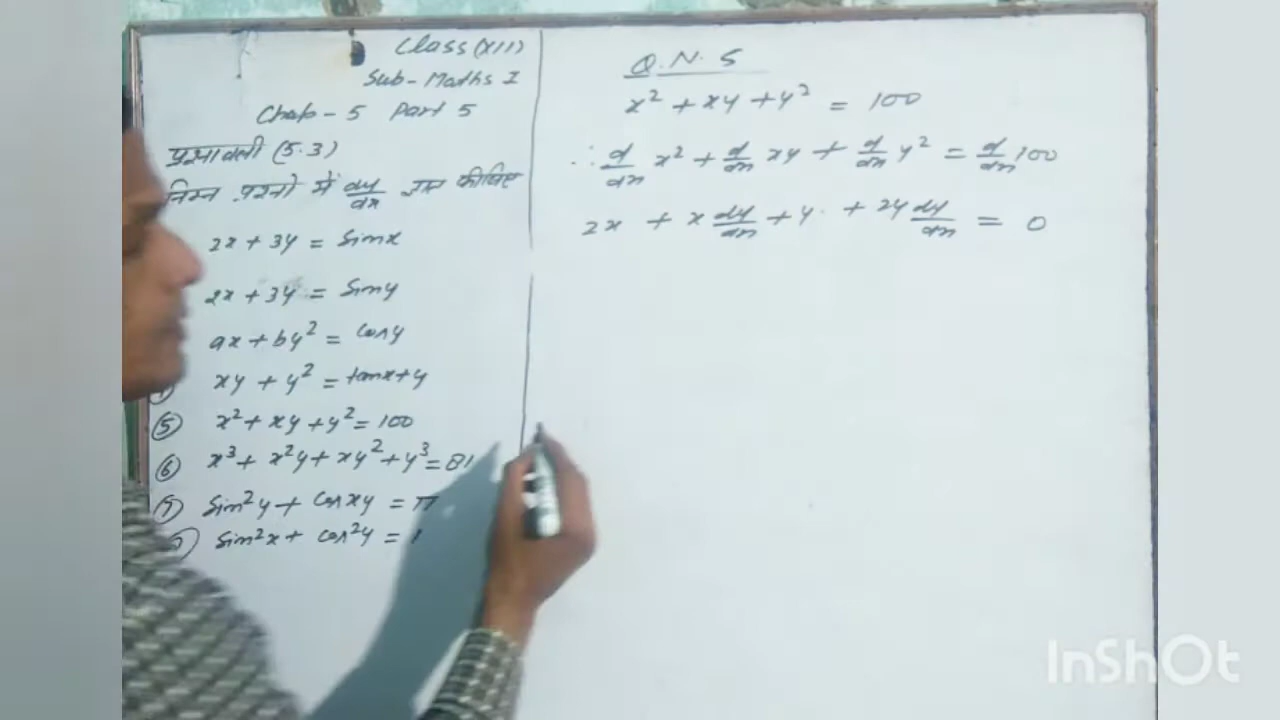 Class (XII)
Sub- Maths I
Chap- 5 Part 5
प्रश्नावली (5.3)
निम्न प्रश्नो में dy/dx ज्ञात कीजिए
2x + 3y = sinx
2x + 3y = siny
ax + by² = cosy
xy + y² = tanx+y
⑤ x² + xy + y² = 100
⑥ x³ + x²y + xy² + y³ = 81
⑦ sin²y + cosxy = π
sin²x + cos²y = 1
Q.N. 5
x² + xy + y² = 100
∴ d/dx x² + d/dx xy + d/dx y² = d/dx 100
2x + x dy/dx + y. + 2y dy/dx = 0
InShOt